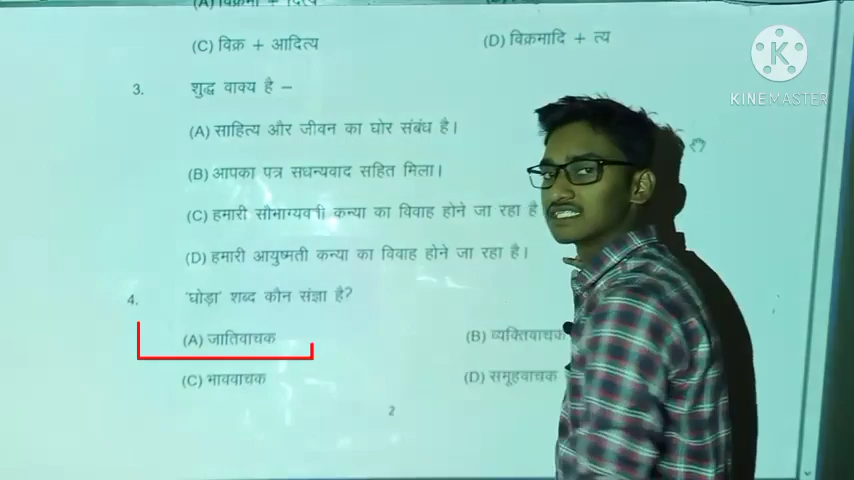 (A) विक्रमा + दित्य
(C) विक्र + आदित्य
(D) विक्रमादि + त्य
3. शुद्ध वाक्य है –
(A) साहित्य और जीवन का घोर संबंध है।
(B) आपका पत्र सधन्यवाद सहित मिला।
(C) हमारी सौभाग्यवती कन्या का विवाह होने जा रहा है
(D) हमारी आयुष्मती कन्या का विवाह होने जा रहा है।
4. 'घोड़ा' शब्द कौन संज्ञा है?
(A) जातिवाचक
(B) व्यक्तिवाचक
(C) भाववाचक
(D) समूहवाचक
2
K
KINEMASTER